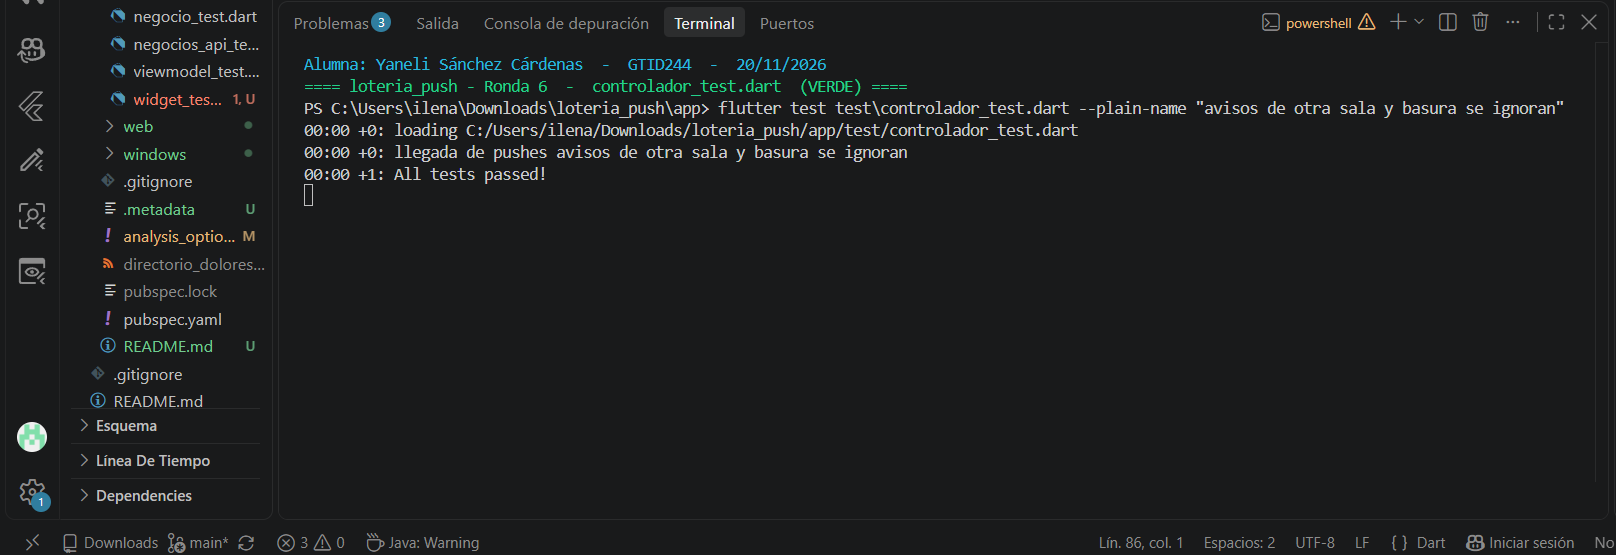 negocio_test.dart
negocios_api_te...
viewmodel_test....
widget_tes... 1, U
web
windows
.gitignore
.metadata U
analysis_optio... M
directorio_dolores...
pubspec.lock
pubspec.yaml
README.md U
.gitignore
README.md
Esquema
Línea De Tiempo
Dependencies
1
Problemas 3 Salida Consola de depuración Terminal Puertos
powershell
Alumna: Yaneli Sánchez Cárdenas - GTID244 - 20/11/2026
==== loteria_push - Ronda 6 - controlador_test.dart (VERDE) ====
PS C:\Users\ilena\Downloads\loteria_push\app> flutter test test\controlador_test.dart --plain-name "avisos de otra sala y basura se ignoran"
00:00 +0: loading C:/Users/ilena/Downloads/loteria_push/app/test/controlador_test.dart
00:00 +0: llegada de pushes avisos de otra sala y basura se ignoran
00:00 +1: All tests passed!
Downloads main* 3 0 Java: Warning Lín. 86, col. 1 Espacios: 2 UTF-8 LF { } Dart Iniciar sesión No